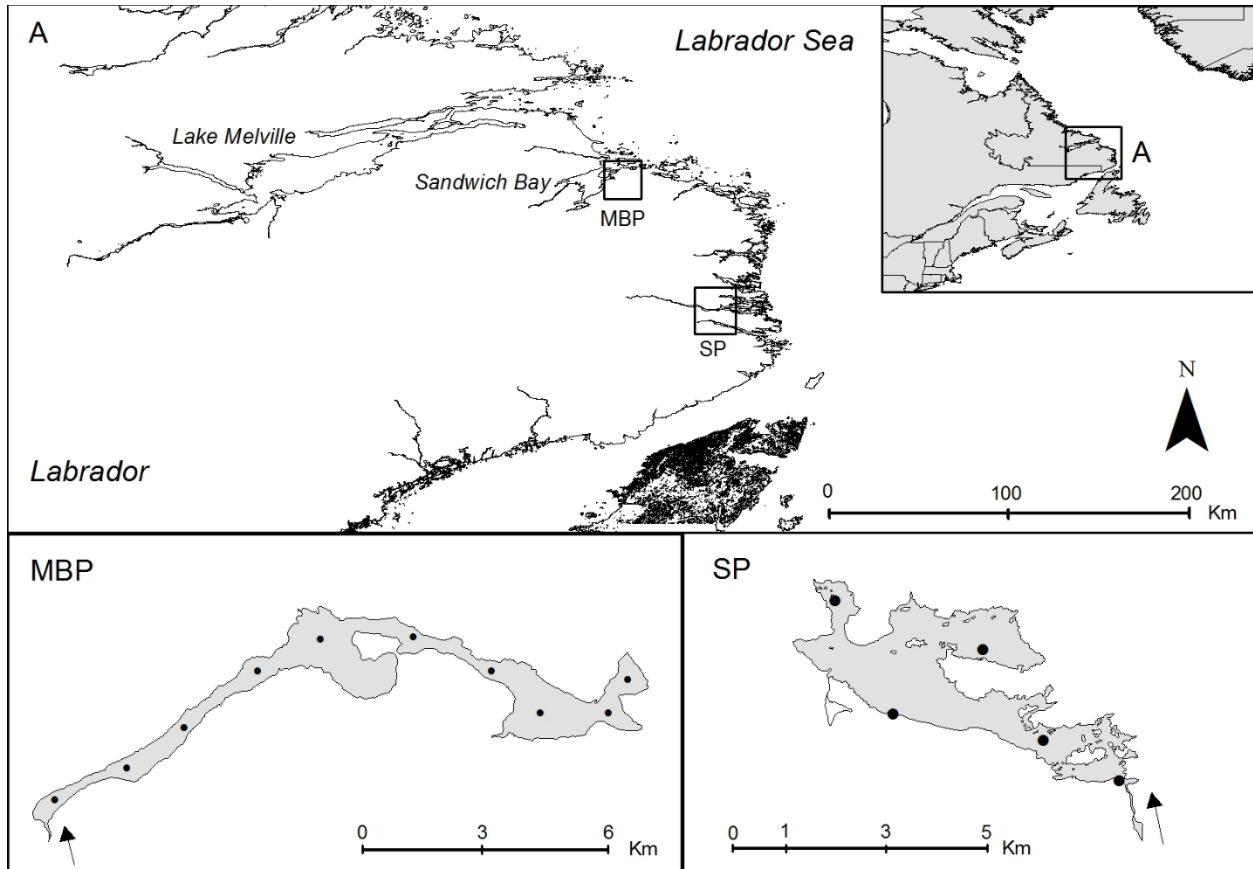 A
Labrador Sea
Lake Melville
Sandwich Bay
MBP
SP
Labrador
A
N
0 100 200
Km
MBP
0 3 6
Km
SP
0 1 3 5
Km